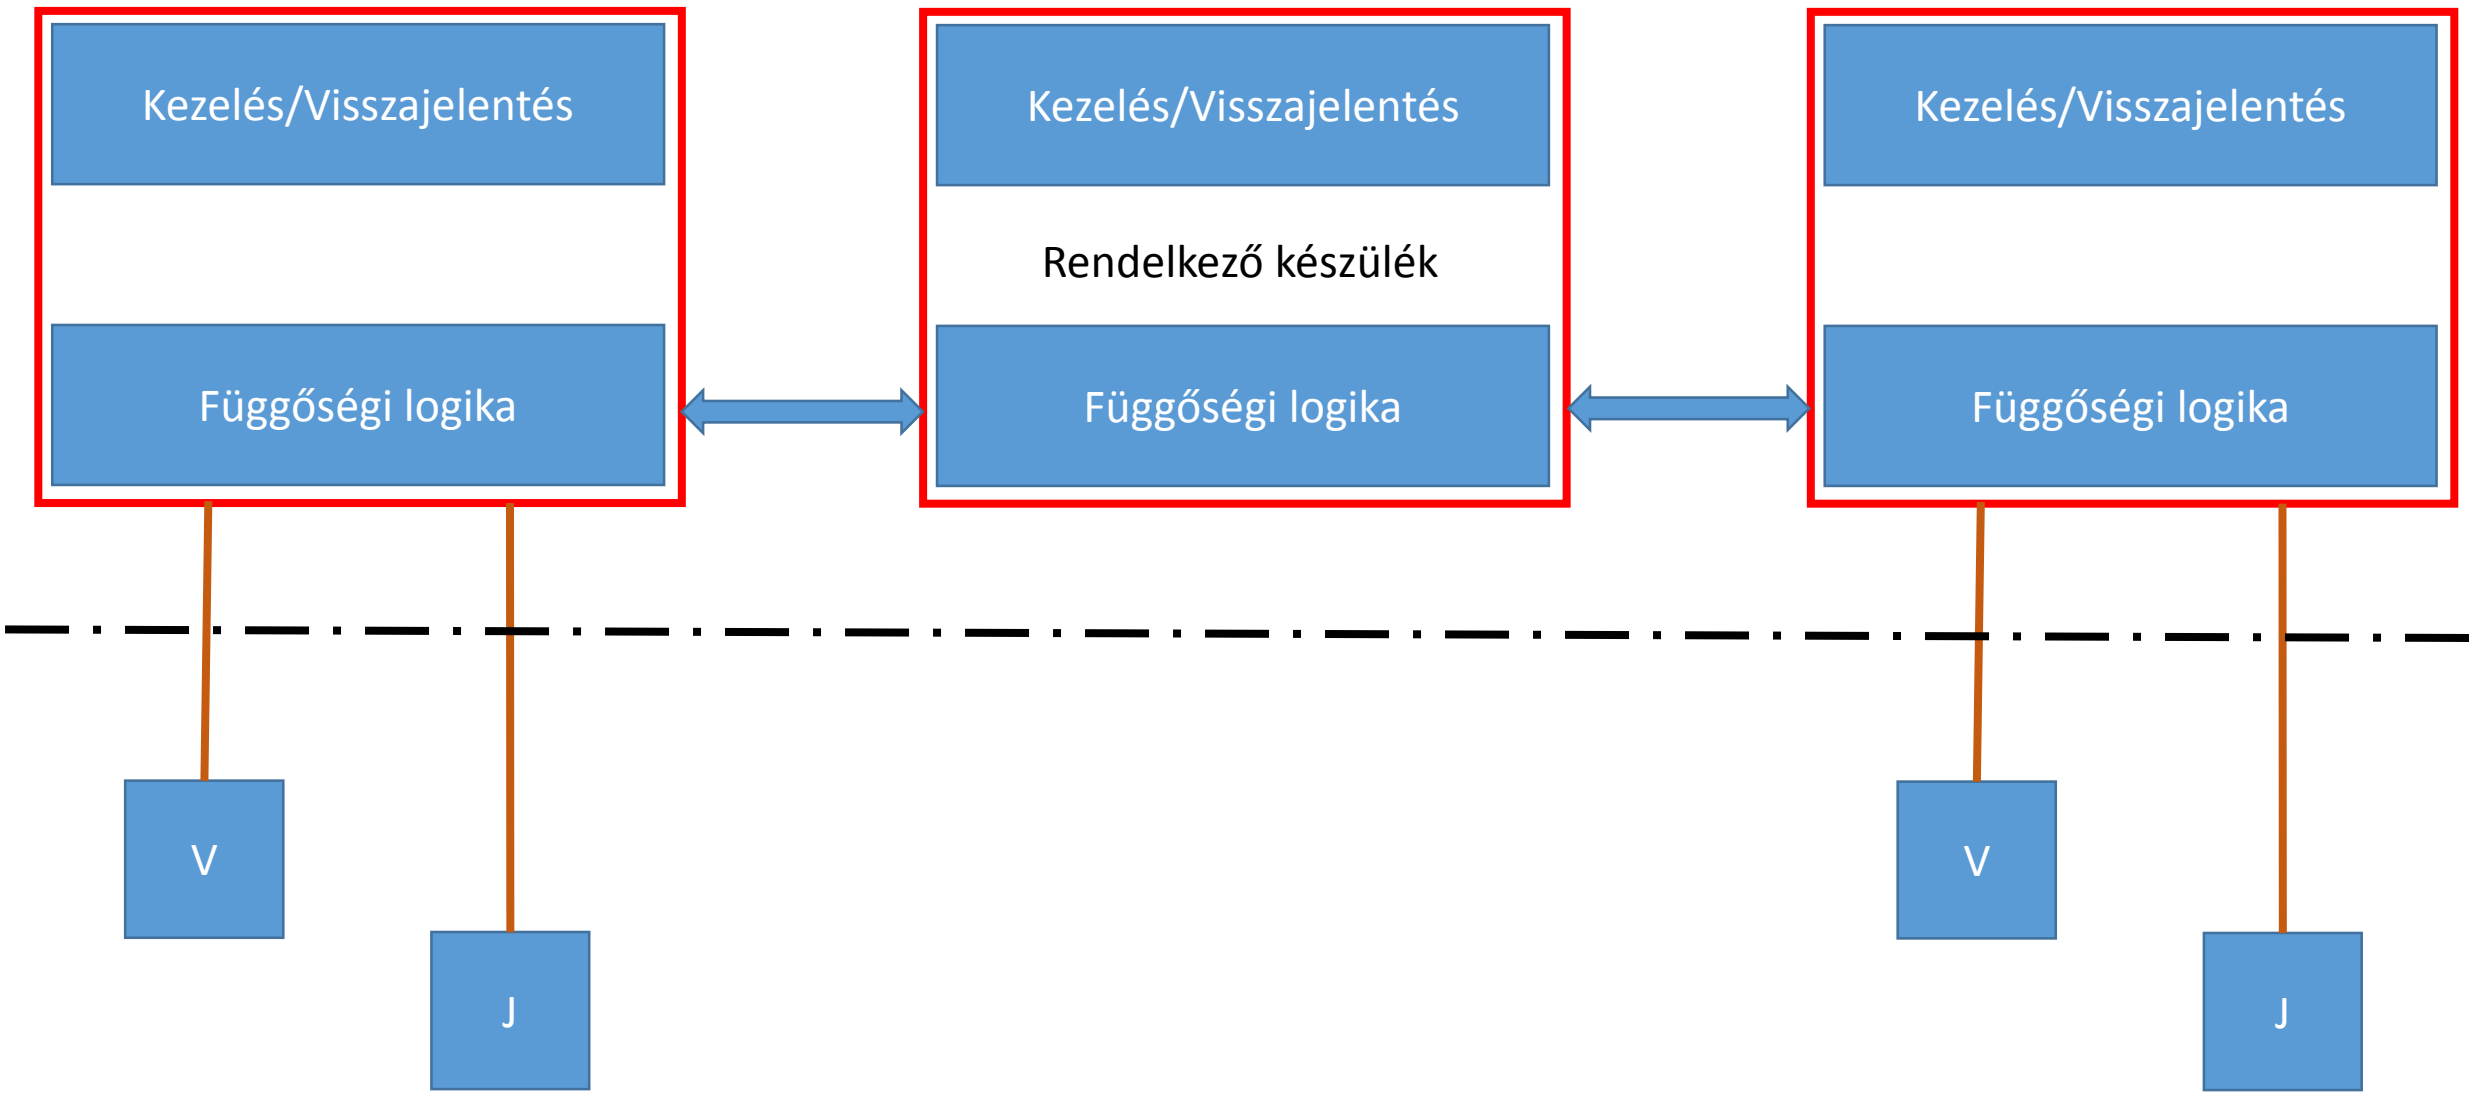 Kezelés/Visszajelentés
Kezelés/Visszajelentés
Kezelés/Visszajelentés
Rendelkező készülék
Függőségi logika
Függőségi logika
Függőségi logika
V
V
J
J